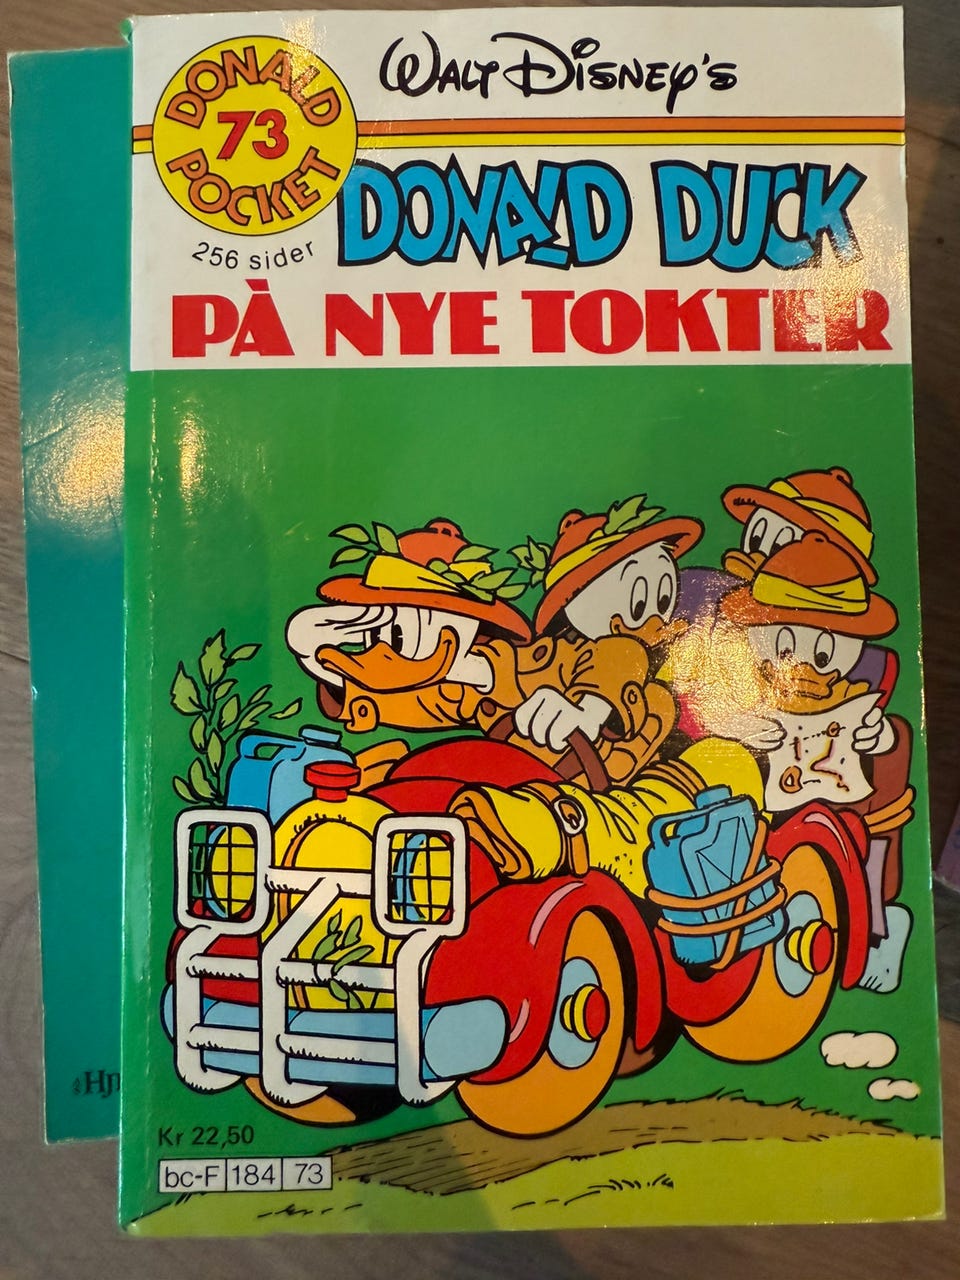 DONALD
73
POCKET
WALT DISNEY'S
256 sider
DONALD DUCK
PÅ NYE TOKTER
Kr 22,50
bc-F 184 73